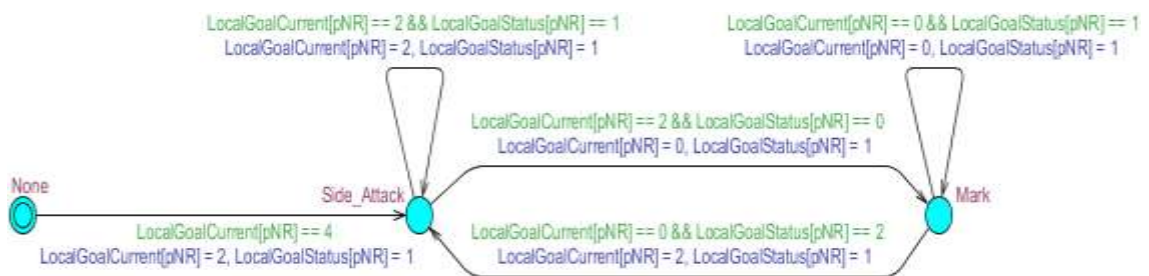 LocalGoalCurrent[pNR] == 2 && LocalGoalStatus[pNR] == 1
LocalGoalCurrent[pNR] = 2, LocalGoalStatus[pNR] = 1
LocalGoalCurrent[pNR] == 0 && LocalGoalStatus[pNR] == 1
LocalGoalCurrent[pNR] = 0, LocalGoalStatus[pNR] = 1
LocalGoalCurrent[pNR] == 2 && LocalGoalStatus[pNR] == 0
LocalGoalCurrent[pNR] = 0, LocalGoalStatus[pNR] = 1
None
Side_Attack
Mark
LocalGoalCurrent[pNR] == 4
LocalGoalCurrent[pNR] = 2, LocalGoalStatus[pNR] = 1
LocalGoalCurrent[pNR] == 0 && LocalGoalStatus[pNR] == 2
LocalGoalCurrent[pNR] = 2, LocalGoalStatus[pNR] = 1